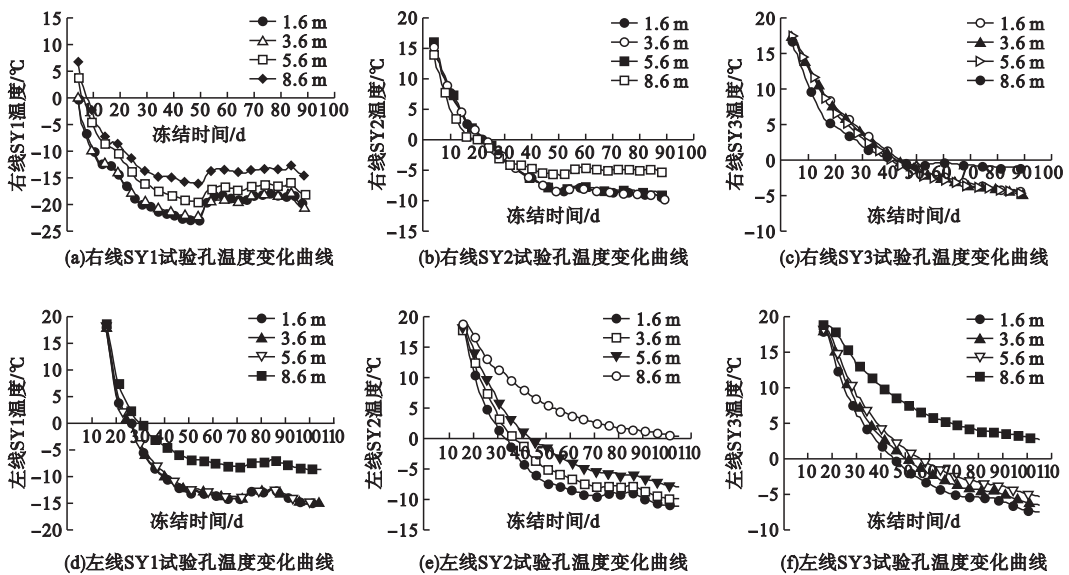 15
10
5
0
−5
−10
−15
−20
−25
右线SY1温度/℃
20 40 60 80 100
冻结时间/d
1.6 m
3.6 m
5.6 m
8.6 m
(a)右线SY1试验孔温度变化曲线
20
15
10
5
0
−5
−10
−15
右线SY2温度/℃
10 20 30 40 50 60 70 80 90 100
冻结时间/d
1.6 m
3.6 m
5.6 m
8.6 m
(b)右线SY2试验孔温度变化曲线
20
15
10
5
0
−5
−10
右线SY3温度/℃
10 20 30 40 50 60 70 80 90 100
冻结时间/d
1.6 m
3.6 m
5.6 m
8.6 m
(c)右线SY3试验孔温度变化曲线
20
15
10
5
0
−5
−10
−15
−20
左线SY1温度/℃
10 20 30 40 50 60 70 80 90 100 110
冻结时间/d
1.6 m
3.6 m
5.6 m
8.6 m
(d)左线SY1试验孔温度变化曲线
20
15
10
5
0
−5
−10
−15
左线SY2温度/℃
10 20 30 40 50 60 70 80 90 100 110
冻结时间/d
1.6 m
3.6 m
5.6 m
8.6 m
(e)左线SY2试验孔温度变化曲线
20
15
10
5
0
−5
−10
左线SY3温度/℃
10 20 30 40 50 60 70 80 90 100 110
冻结时间/d
1.6 m
3.6 m
5.6 m
8.6 m
(f)左线SY3试验孔温度变化曲线